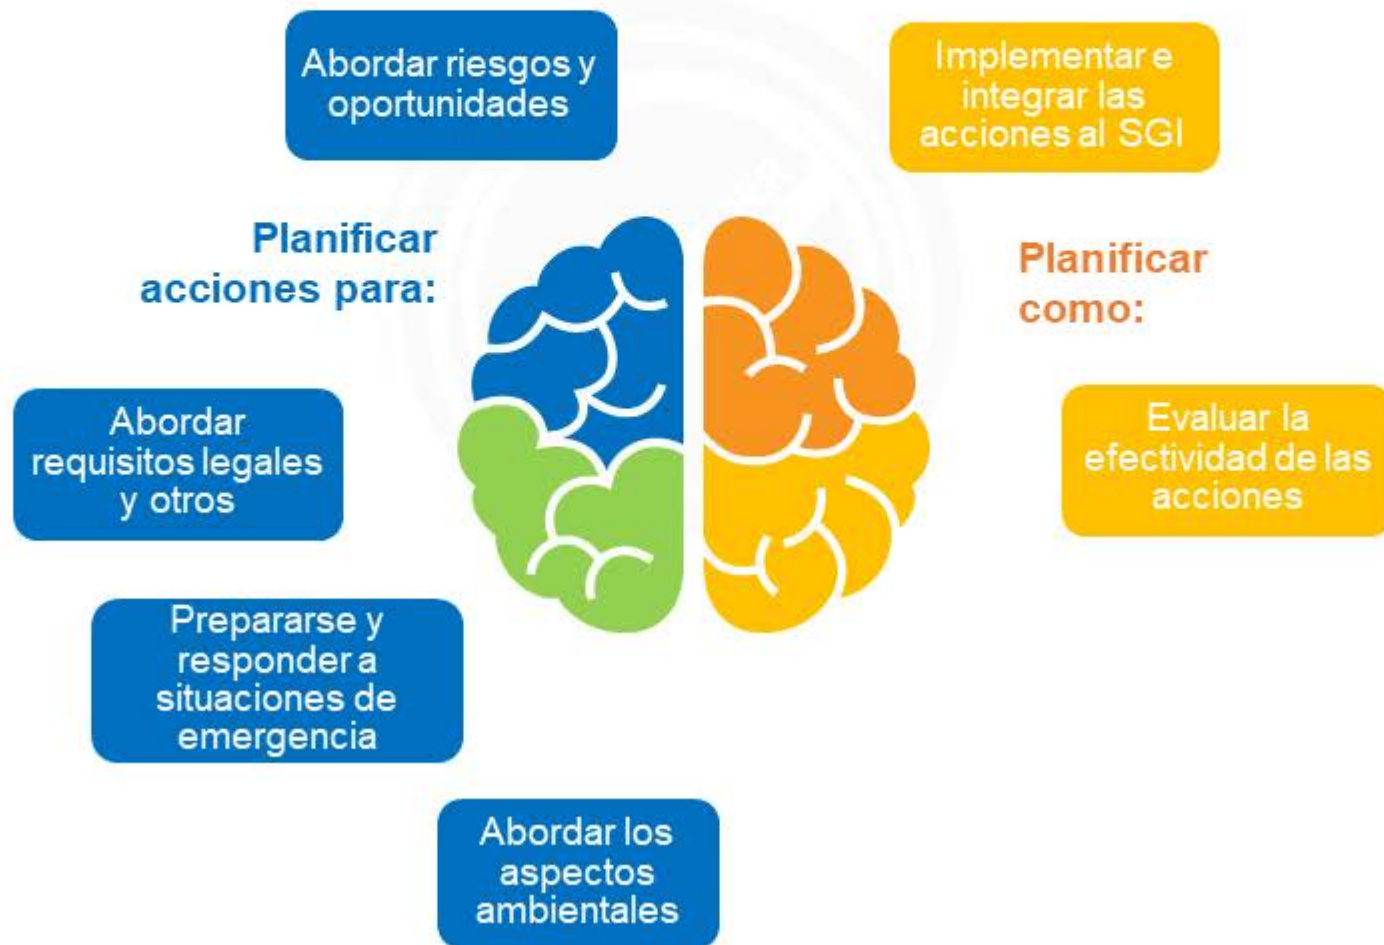 Abordar riesgos y
oportunidades
Implementar e
integrar las
acciones al SGI
Planificar
acciones para:
Planificar
como:
Abordar
requisitos legales
y otros
Evaluar la
efectividad de las
acciones
Prepararse y
responder a
situaciones de
emergencia
Abordar los
aspectos
ambientales